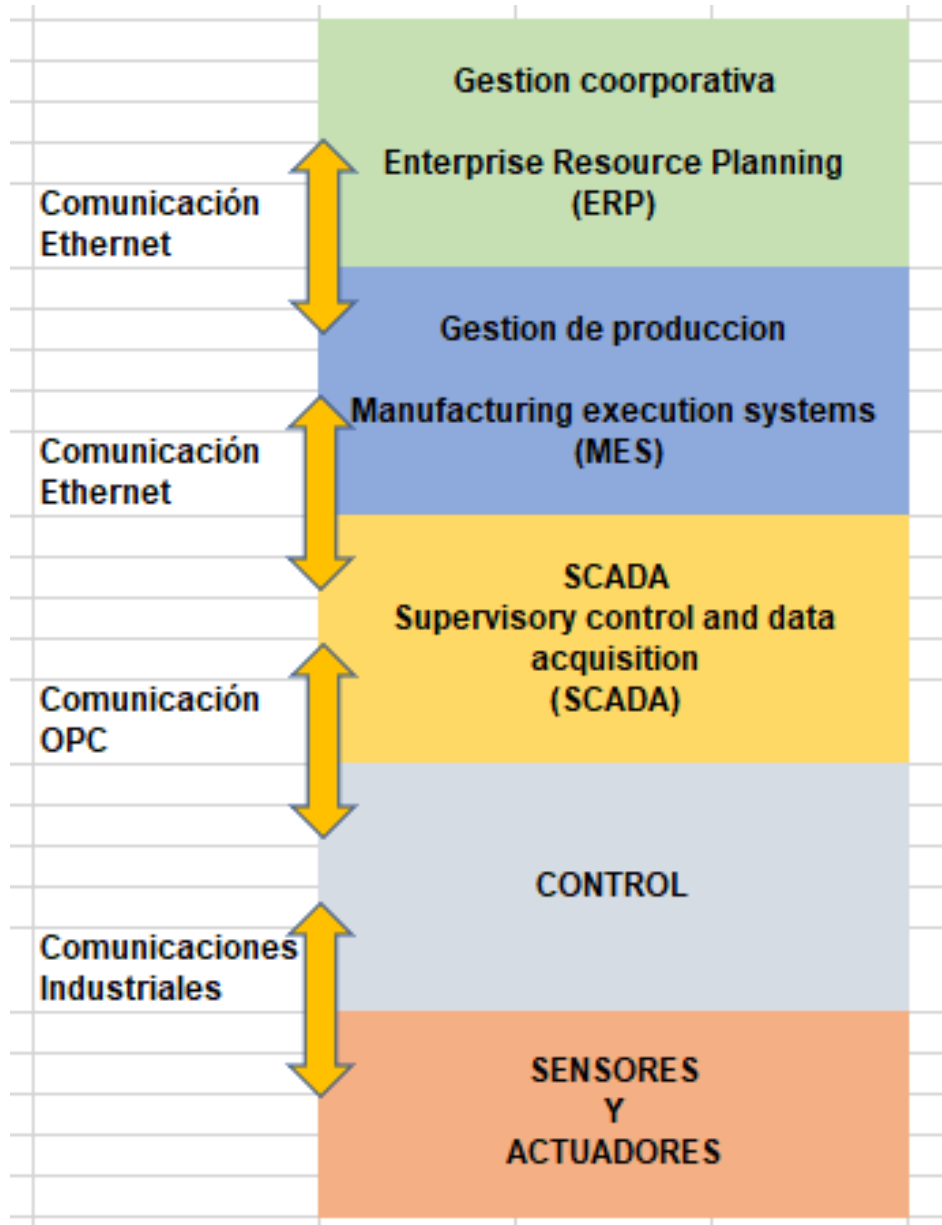 Gestion coorporativa
Enterprise Resource Planning
(ERP)
Comunicación
Ethernet
Gestion de produccion
Manufacturing execution systems
(MES)
Comunicación
Ethernet
SCADA
Supervisory control and data
acquisition
(SCADA)
Comunicación
OPC
CONTROL
Comunicaciones
Industriales
SENSORES
Y
ACTUADORES